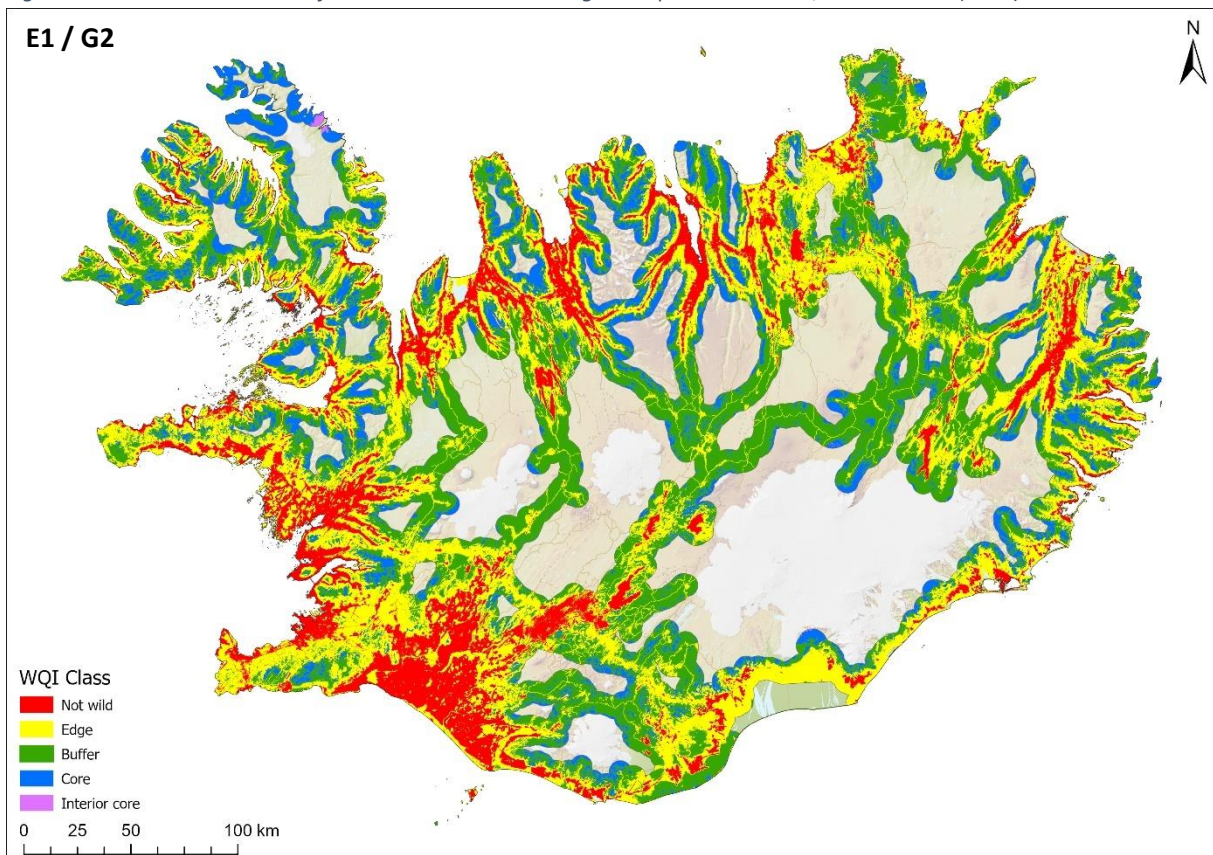 E1 / G2
N
WQI Class
Not wild
Edge
Buffer
Core
Interior core
0 25 50 100 km